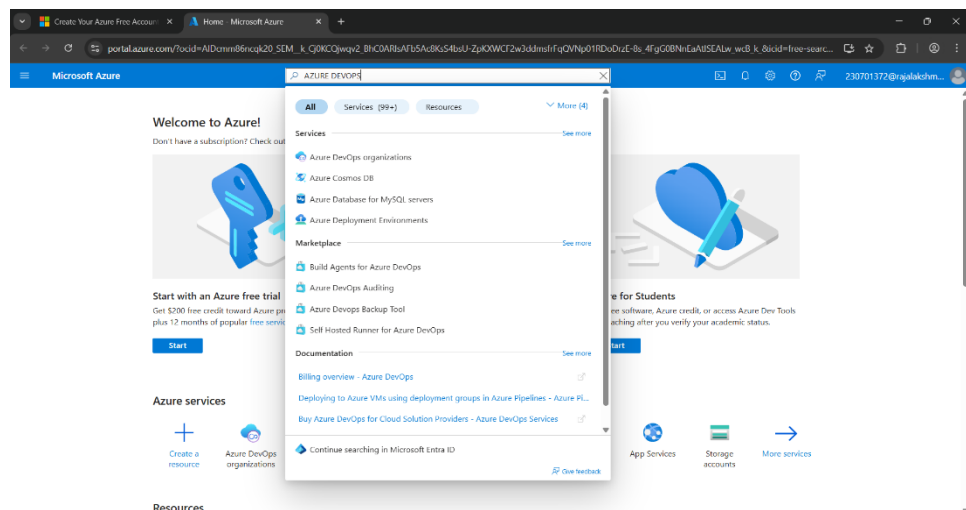 Create Your Azure Free Accoun
Home - Microsoft Azure
portal.azure.com/?ocid=AIDcmm86ncqk20_SEM_
Microsoft Azure
AZURE DEVOPS
230701372@rajalakshm...
All
Services (99+)
Resources
More (4)
Welcome to Azure!
Don't have a subscription? Check out
Services
See more
Azure DevOps organizations
Azure Cosmos DB
Azure Database for MySQL servers
Azure Deployment Environments
Marketplace
See more
Build Agents for Azure DevOps
Azure DevOps Auditing
Azure Devops Backup Tool
Self Hosted Runner for Azure DevOps
Documentation
See more
Billing overview - Azure DevOps
Deploying to Azure VMs using deployment groups in Azure Pipelines - Azure Pi...
Buy Azure DevOps for Cloud Solution Providers - Azure DevOps Services
Continue searching in Microsoft Entra ID
Give feedback
Start with an Azure free trial
Get $200 free credit toward Azure pr
plus 12 months of popular free servic
Start
e for Students
ee software, Azure credit, or access Azure Dev Tools
aching after you verify your academic status.
tart
Azure services
Create a
resource
Azure DevOps
organizations
App Services
Storage
accounts
More services
Resources